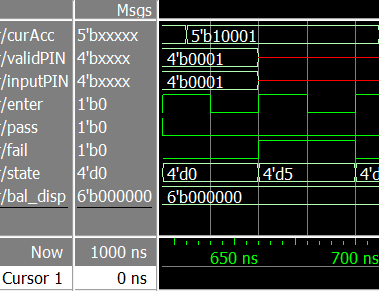 Msgs
r/curAcc 5'bxxxxx 5'b10001
r/validPIN 4'bxxxx 4'b0001
r/inputPIN 4'bxxxx 4'b0001
r/enter 1'b0
r/pass 1'b0
r/fail 1'b0
r/state 4'd0 4'd0 4'd5 4'd
r/bal_disp 6'b000000 6'b000000
Now 1000 ns 650 ns 700 ns
Cursor 1 0 ns